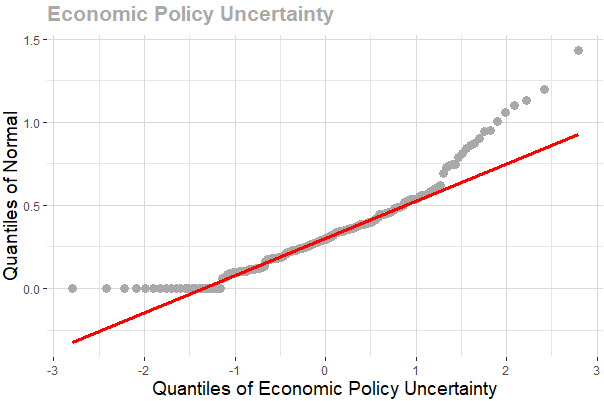 Economic Policy Uncertainty
1.5
1.0
0.5
0.0
Quantiles of Normal
-3 -2 -1 0 1 2 3
Quantiles of Economic Policy Uncertainty